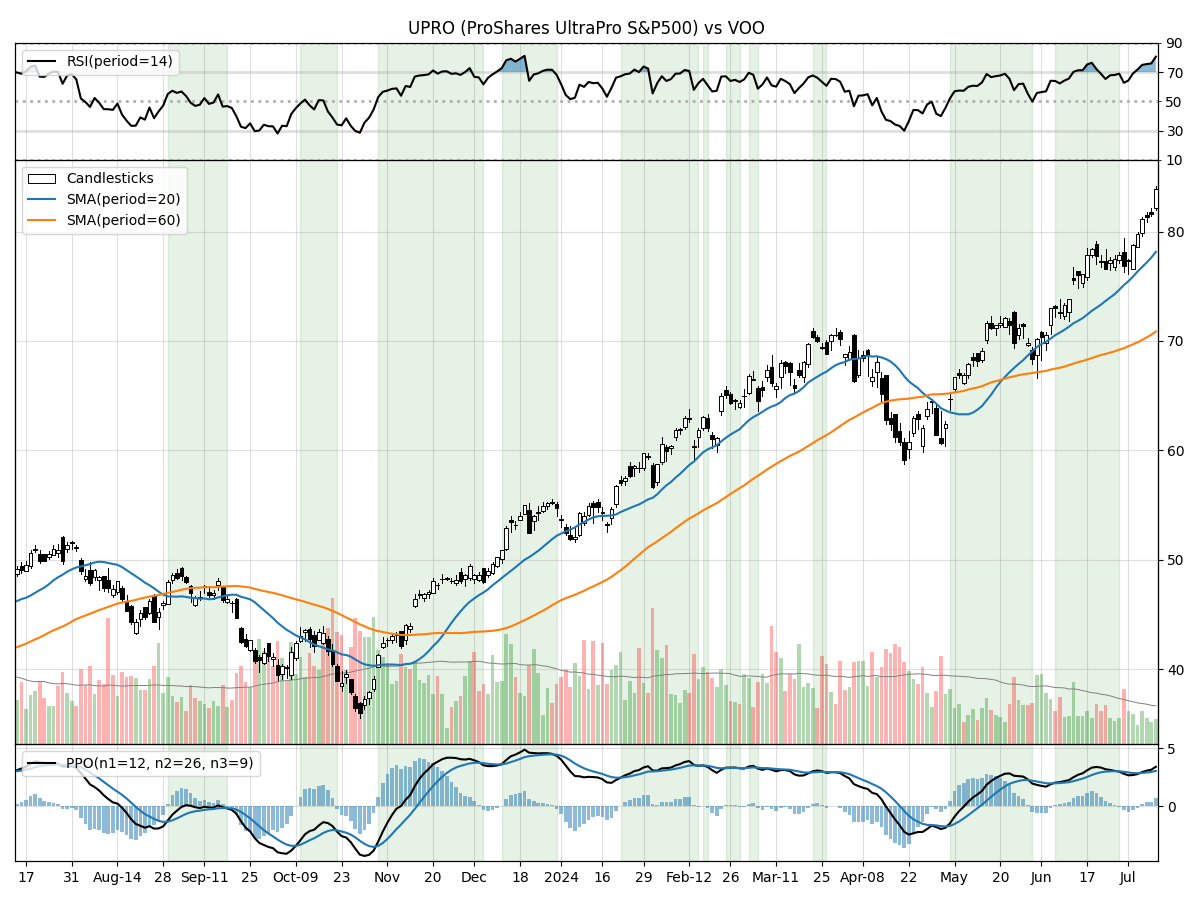 UPRO (ProShares UltraPro S&P500) vs VOO
RSI(period=14)
90
70
50
30
10
Candlesticks
SMA(period=20)
SMA(period=60)
80
70
60
50
40
PPO(n1=12, n2=26, n3=9)
5
0
17 31 Aug-14 28 Sep-11 25 Oct-09 23 Nov 20 Dec 18 2024 16 29 Feb-12 26 Mar-11 25 Apr-08 22 May 20 Jun 17 Jul